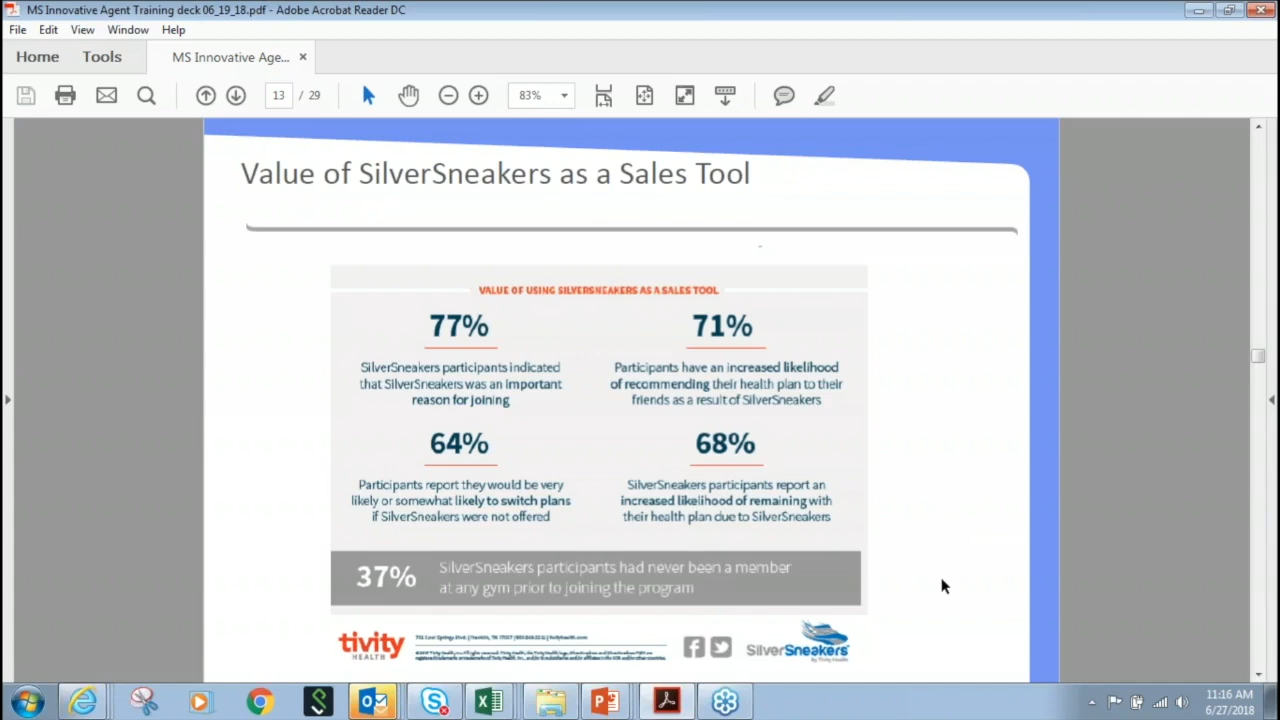 MS Innovative Agent Training deck 06_19_18.pdf - Adobe Acrobat Reader DC
File Edit View Window Help
Home Tools MS Innovative Age... ×
13 / 29 83%
Value of SilverSneakers as a Sales Tool
VALUE OF USING SILVERSNEAKERS AS A SALES TOOL
77% 71%
SilverSneakers participants indicated Participants have an increased likelihood
that SilverSneakers was an important of recommending their health plan to their
reason for joining friends as a result of SilverSneakers
64% 68%
Participants report they would be very SilverSneakers participants report an
likely or somewhat likely to switch plans increased likelihood of remaining with
if SilverSneakers were not offered their health plan due to SilverSneakers
37% SilverSneakers participants had never been a member
at any gym prior to joining the program
tivity
HEALTH
SilverSneakers
by Tivity Health
11:16 AM
6/27/2018